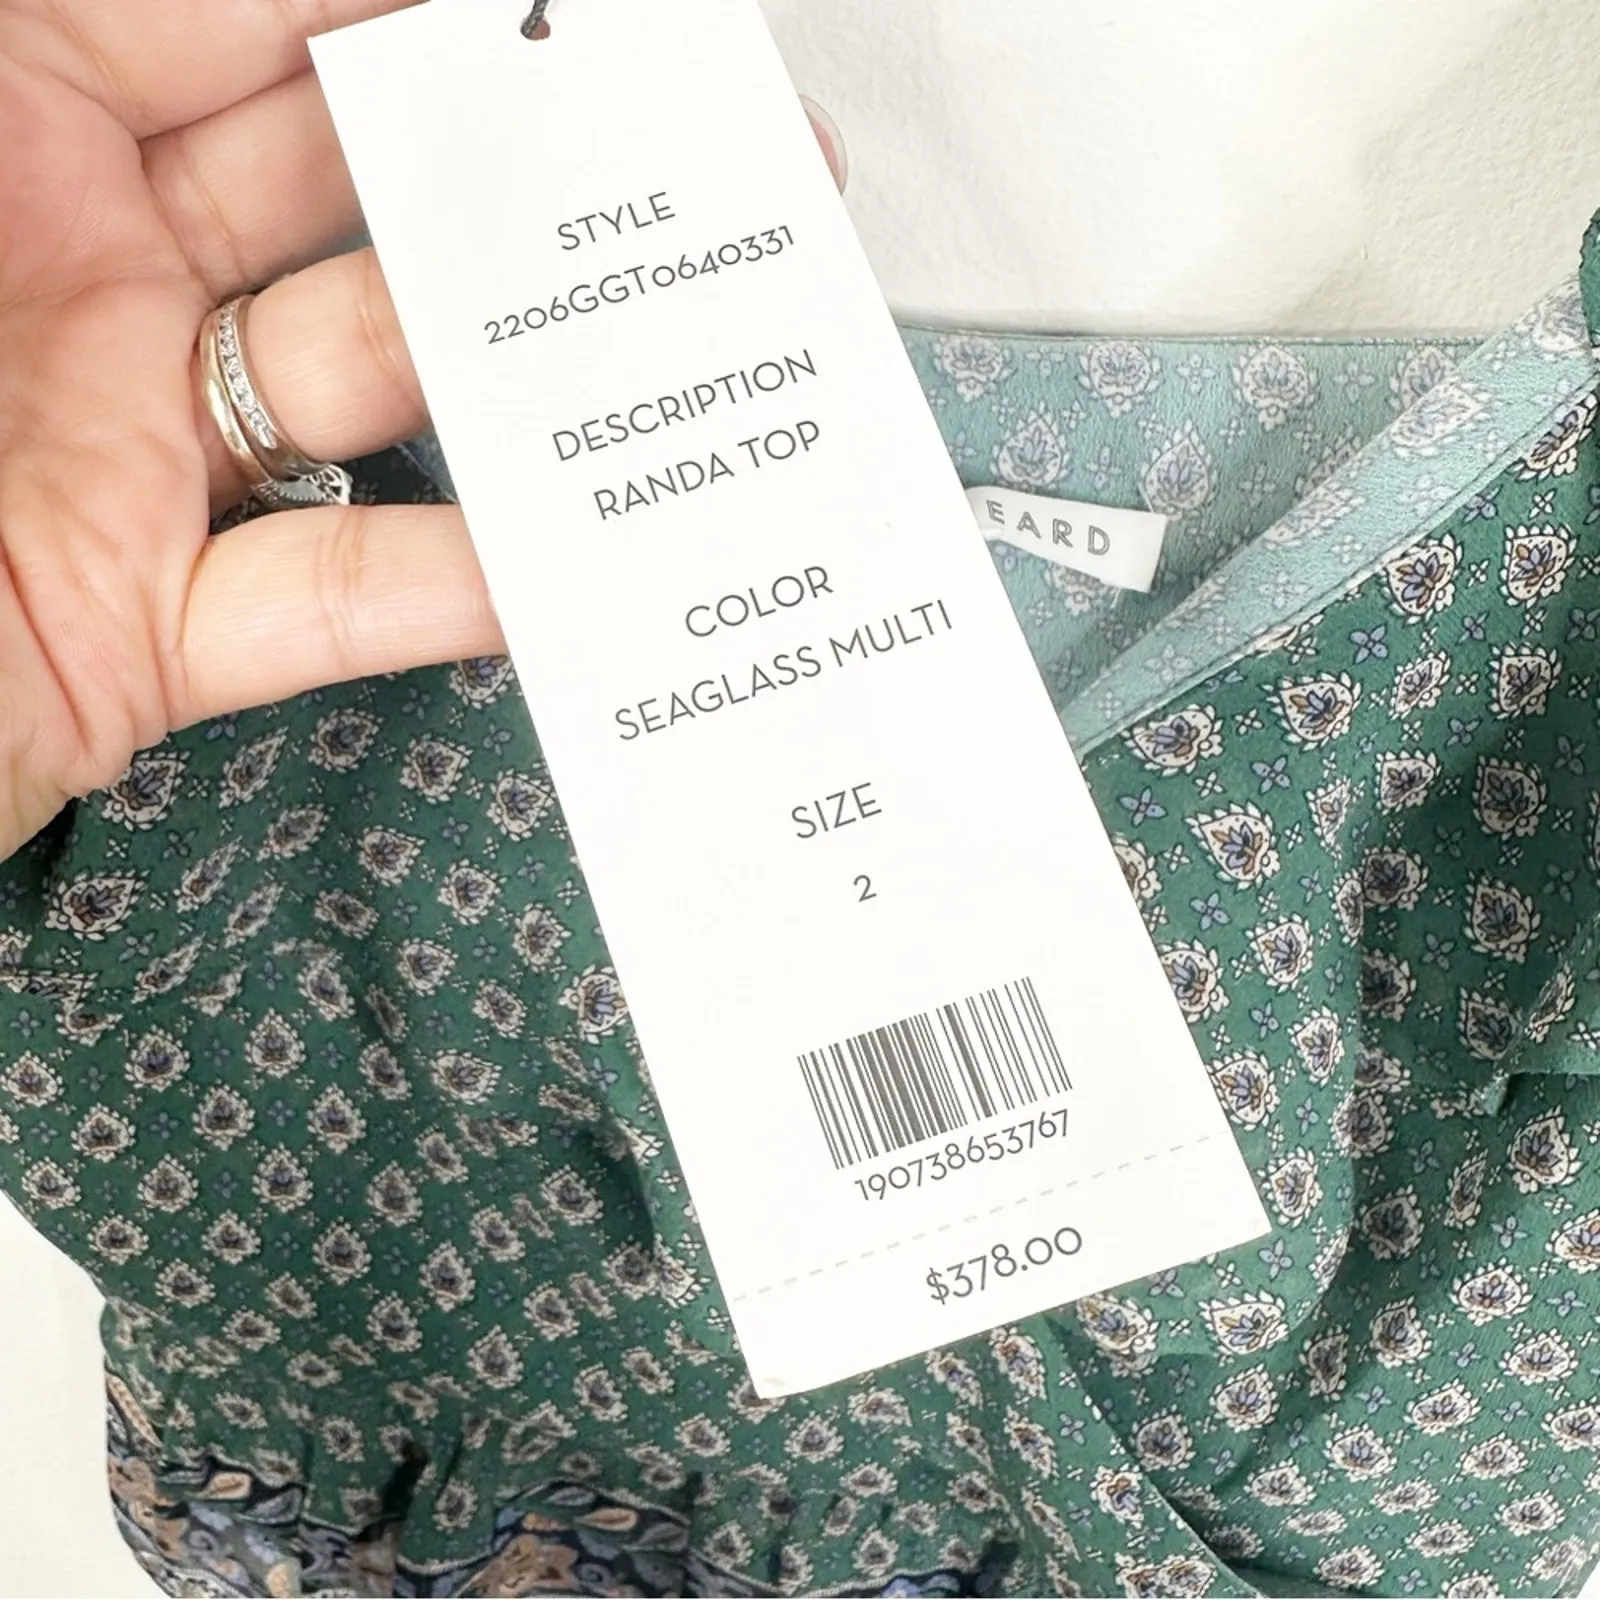 STYLE
2206GGT0640331
DESCRIPTION
RANDA TOP
COLOR
SEAGLASS MULTI
SIZE
2
190738653767
$378.00
EARD